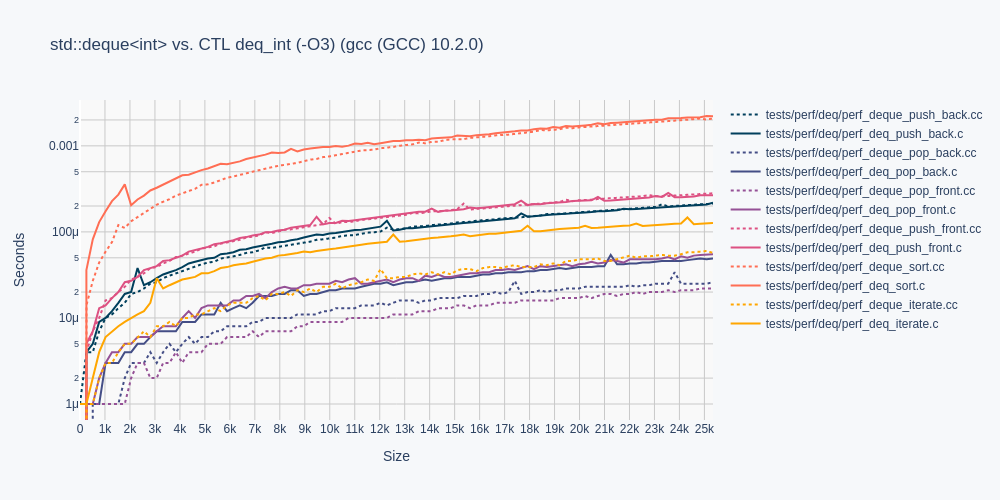 std::deque<int> vs. CTL deq_int (-O3) (gcc (GCC) 10.2.0)
2
0.001
5
2
100μ
5
2
10μ
5
2
1μ
Seconds
0 1k 2k 3k 4k 5k 6k 7k 8k 9k 10k 11k 12k 13k 14k 15k 16k 17k 18k 19k 20k 21k 22k 23k 24k 25k
Size
tests/perf/deq/perf_deque_push_back.cc
tests/perf/deq/perf_deq_push_back.c
tests/perf/deq/perf_deque_pop_back.cc
tests/perf/deq/perf_deq_pop_back.c
tests/perf/deq/perf_deque_pop_front.cc
tests/perf/deq/perf_deq_pop_front.c
tests/perf/deq/perf_deque_push_front.cc
tests/perf/deq/perf_deq_push_front.c
tests/perf/deq/perf_deque_sort.cc
tests/perf/deq/perf_deq_sort.c
tests/perf/deq/perf_deque_iterate.cc
tests/perf/deq/perf_deq_iterate.c